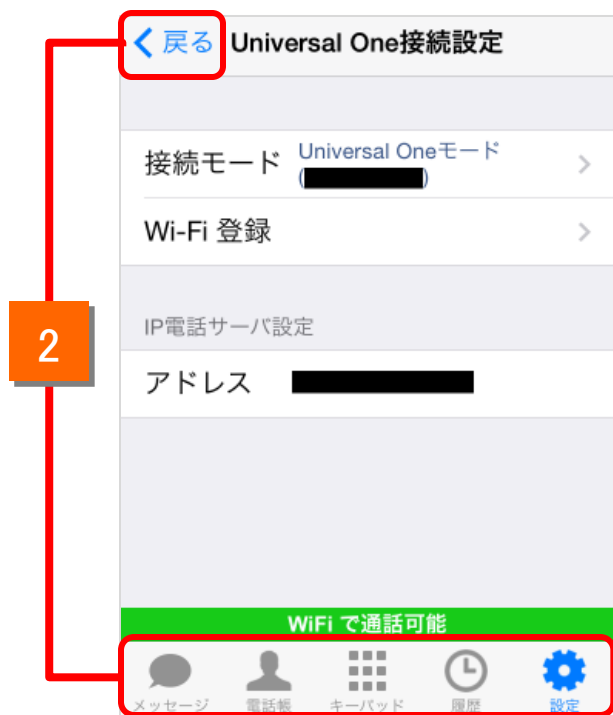 戻る Universal One接続設定
接続モード Universal Oneモード
( )
Wi-Fi 登録
2
IP電話サーバ設定
アドレス
WiFi で通話可能
メッセージ 電話帳 キーパッド 履歴 設定